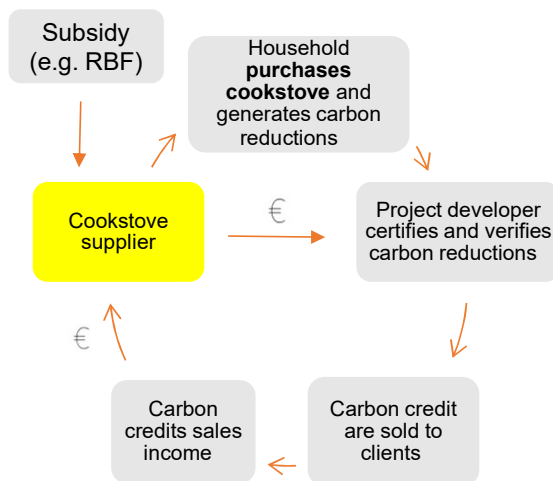 Subsidy
(e.g. RBF)
Household
purchases
cookstove and
generates carbon
reductions
Cookstove
supplier
€
Project developer
certifies and verifies
carbon reductions
€
Carbon
credits sales
income
Carbon credit
are sold to
clients